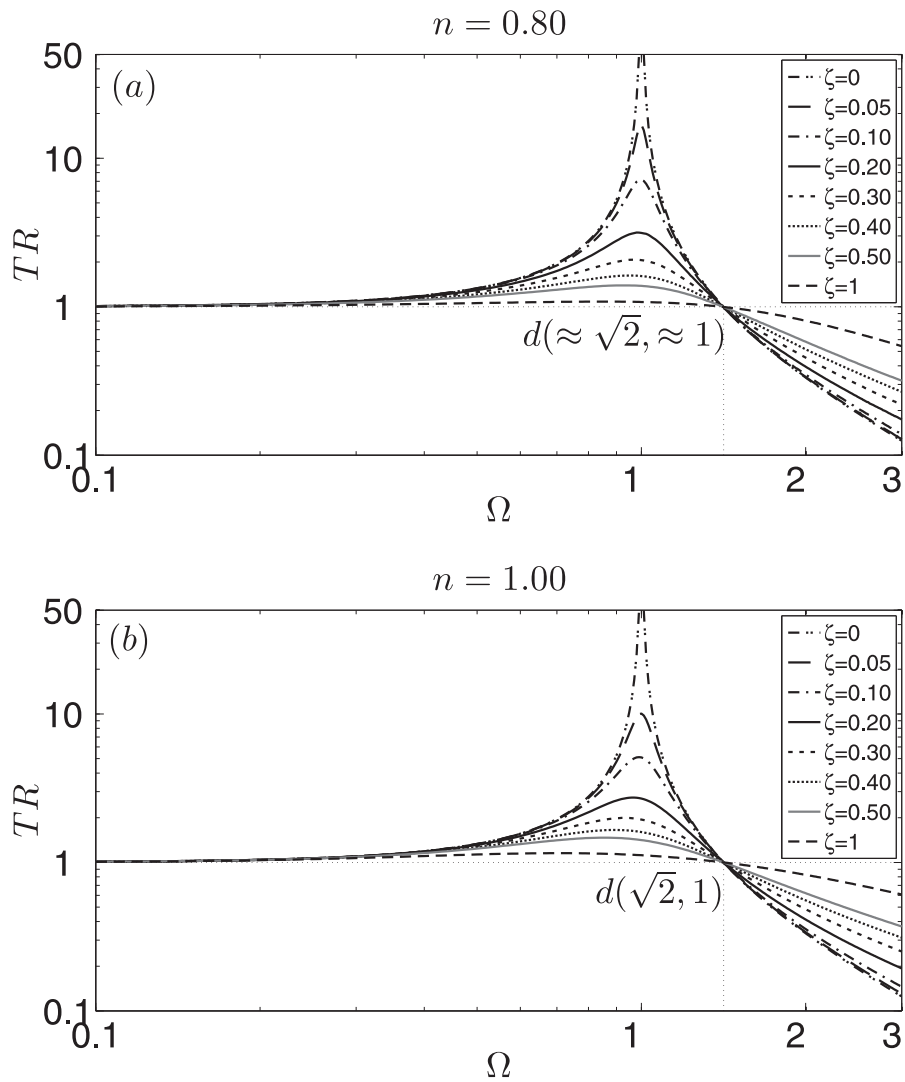 n = 0.80
50
(a)
ζ=0
ζ=0.05
ζ=0.10
ζ=0.20
ζ=0.30
ζ=0.40
ζ=0.50
ζ=1
10
TR
1
d(≈ √2, ≈ 1)
0.1
0.1 1 2 3
Ω
n = 1.00
50
(b)
ζ=0
ζ=0.05
ζ=0.10
ζ=0.20
ζ=0.30
ζ=0.40
ζ=0.50
ζ=1
10
TR
1
d(√2, 1)
0.1
0.1 1 2 3
Ω